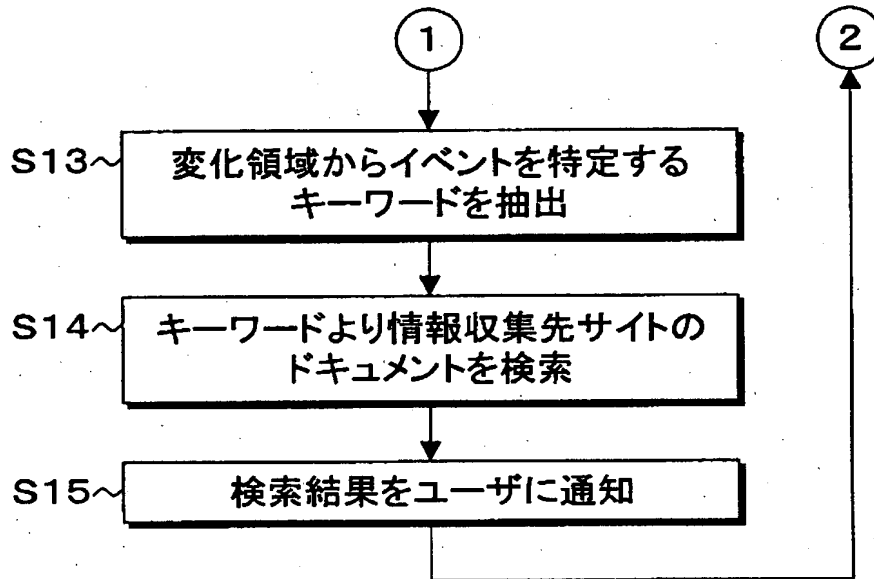 1
2
S13
変化領域からイベントを特定する
キーワードを抽出
S14
キーワードより情報収集先サイトの
ドキュメントを検索
S15
検索結果をユーザに通知